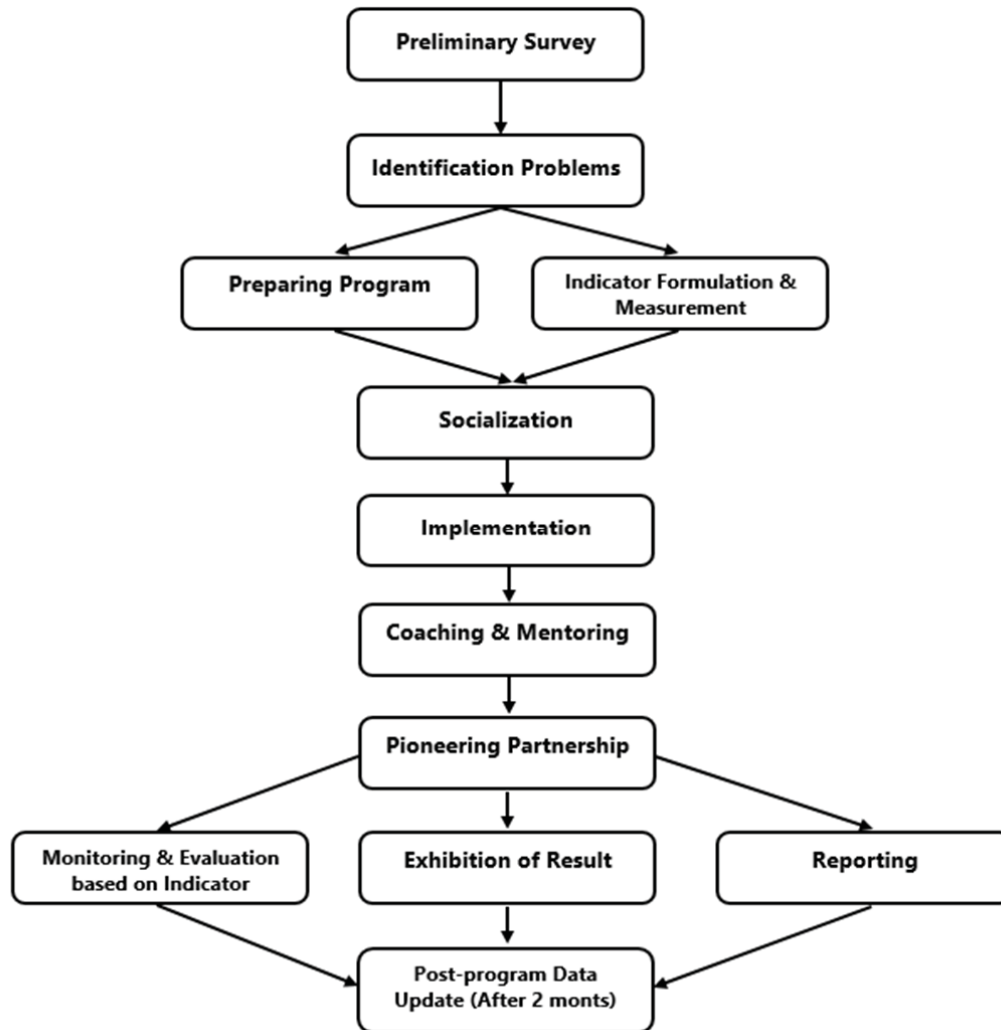 Preliminary Survey
Identification Problems
Preparing Program
Indicator Formulation &
Measurement
Socialization
Implementation
Coaching & Mentoring
Pioneering Partnership
Monitoring & Evaluation
based on Indicator
Exhibition of Result
Reporting
Post-program Data
Update (After 2 monts)